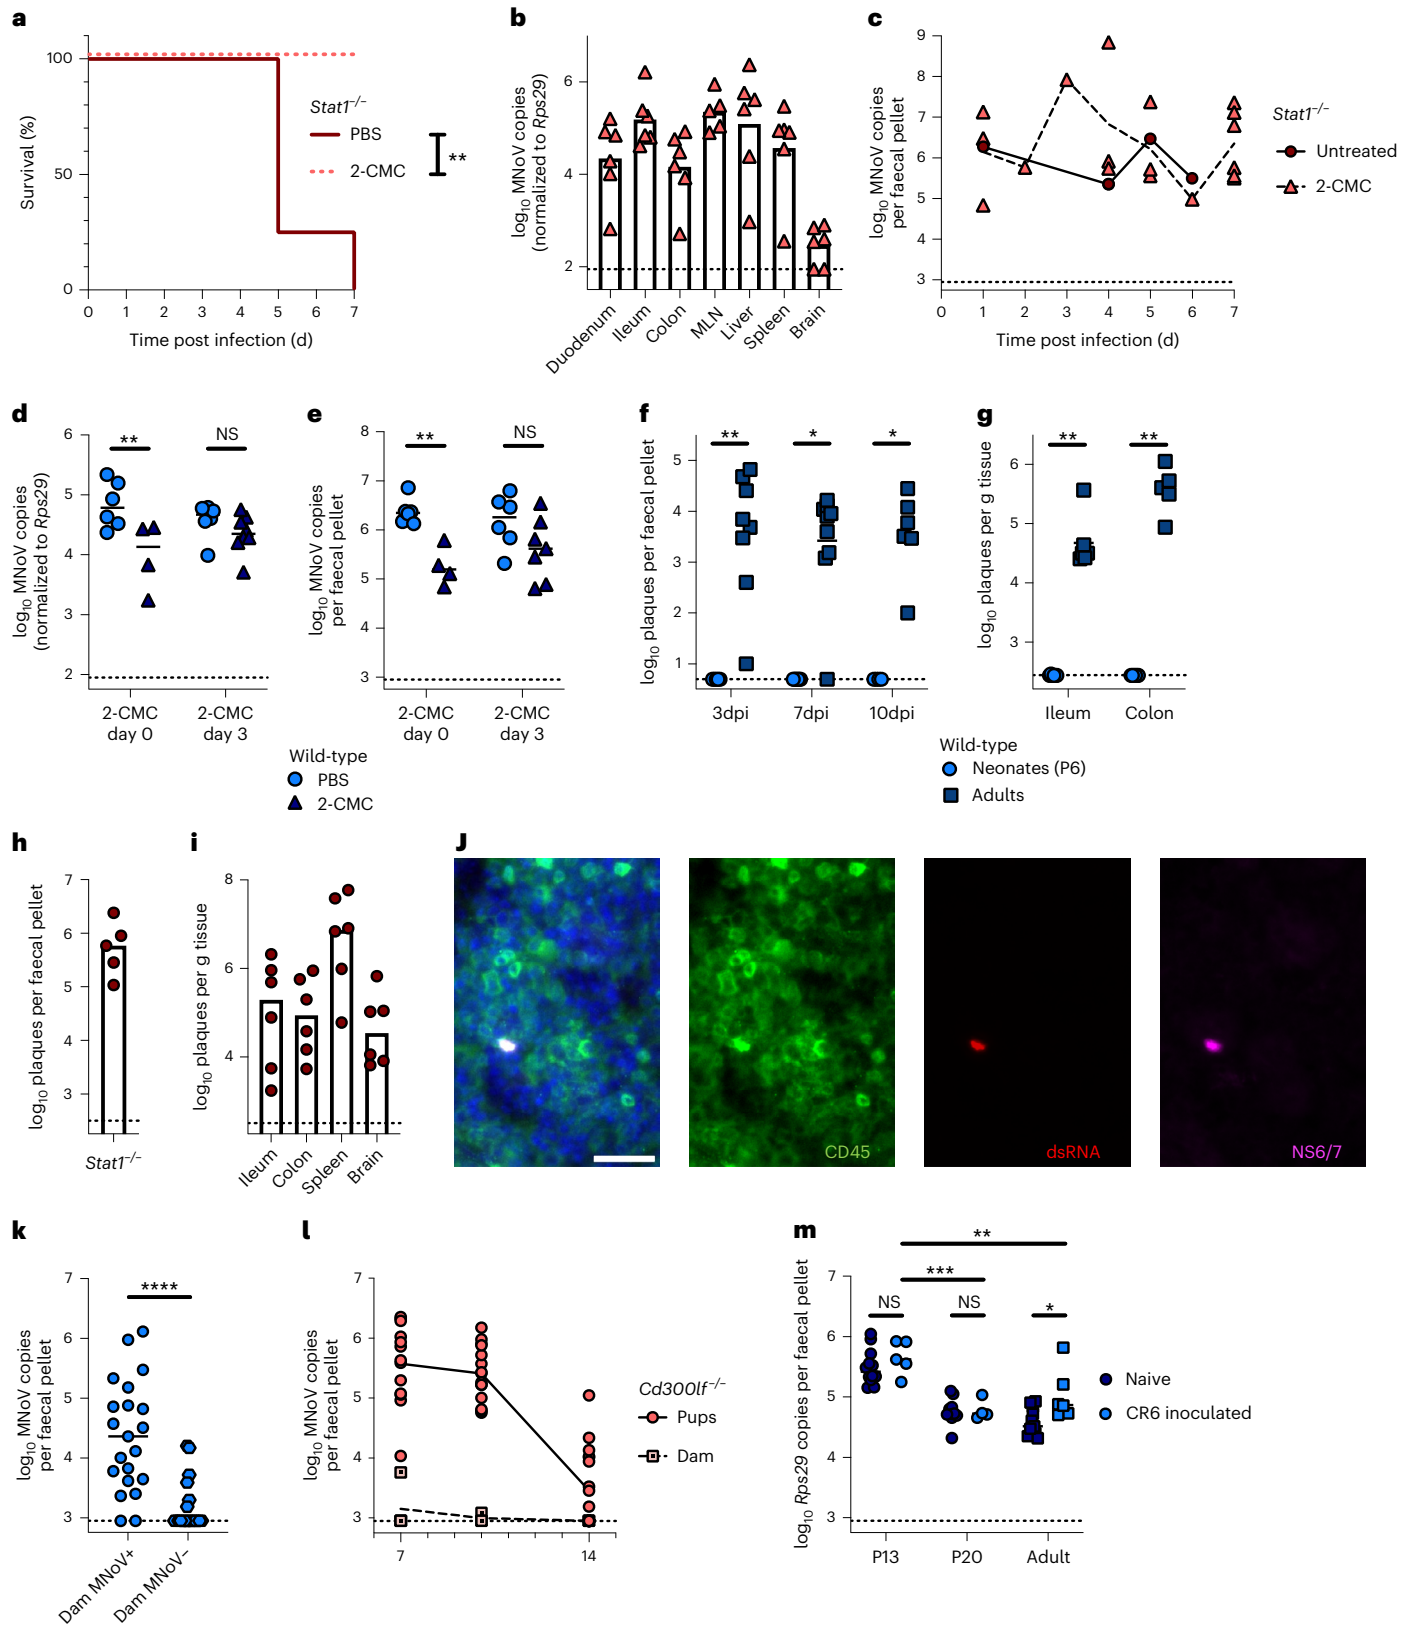 a
100
50
0
Survival (%)
Stat1−/−
PBS
2-CMC
**
0 1 2 3 4 5 6 7
Time post infection (d)
b
6
4
2
log10 MNoV copies
(normalized to Rps29)
Duodenum
Ileum
Colon
MLN
Liver
Spleen
Brain
c
9
8
7
6
5
4
3
log10 MNoV copies
per faecal pellet
Stat1−/−
Untreated
2-CMC
0 1 2 3 4 5 6 7
Time post infection (d)
d
6
5
4
3
2
log10 MNoV copies
(normalized to Rps29)
** NS
2-CMC
day 0
2-CMC
day 3
e
8
7
6
5
4
3
log10 MNoV copies
per faecal pellet
** NS
2-CMC
day 0
2-CMC
day 3
Wild-type
PBS
2-CMC
f
5
4
3
2
1
log10 plaques per faecal pellet
** * *
3dpi 7dpi 10dpi
g
6
5
4
3
log10 plaques per g tissue
** **
Ileum Colon
Wild-type
Neonates (P6)
Adults
h
7
6
5
4
3
log10 plaques per faecal pellet
Stat1−/−
i
8
6
4
log10 plaques per g tissue
Ileum
Colon
Spleen
Brain
J
CD45
dsRNA
NS6/7
k
7
6
5
4
3
log10 MNoV copies
per faecal pellet
****
Dam MNoV+
Dam MNoV−
l
7
6
5
4
3
log10 MNoV copies
per faecal pellet
Cd300lf−/−
Pups
Dam
7 14
m
7
6
5
4
3
log10 Rps29 copies per faecal pellet
**
***
NS NS *
P13 P20 Adult
Naive
CR6 inoculated